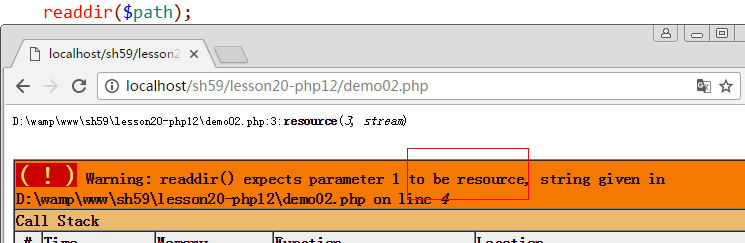 readdir($path);
localhost/sh59/lesson2
localhost/sh59/lesson20-php12/demo02.php
D:\wamp\www\sh59\lesson20-php12\demo02.php:3:resource(3, stream)
( ! ) Warning: readdir() expects parameter 1 to be resource, string given in
D:\wamp\www\sh59\lesson20-php12\demo02.php on line 4
Call Stack
# Time Memory Function Location